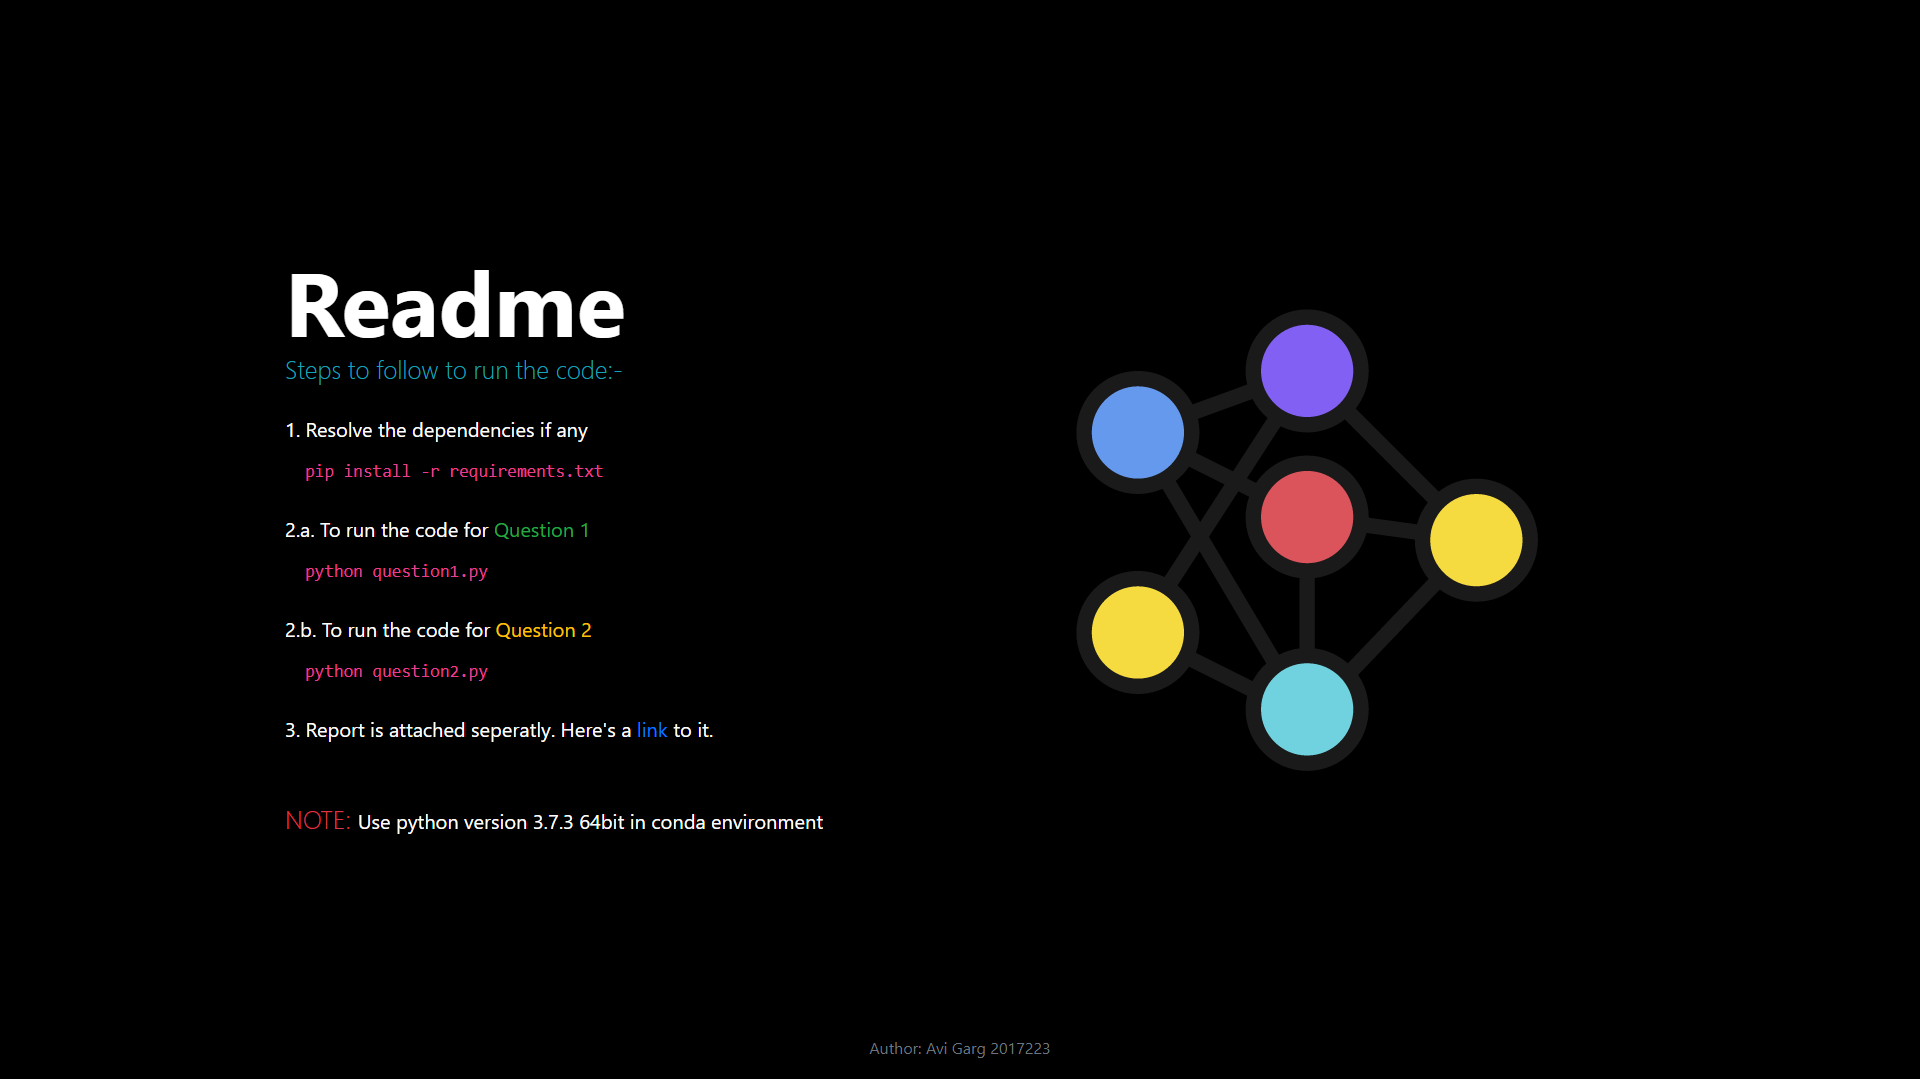 Readme
Steps to follow to run the code:-
1. Resolve the dependencies if any
pip install -r requirements.txt
2.a. To run the code for Question 1
python question1.py
2.b. To run the code for Question 2
python question2.py
3. Report is attached seperatly. Here's a link to it.
NOTE: Use python version 3.7.3 64bit in conda environment
Author: Avi Garg 2017223